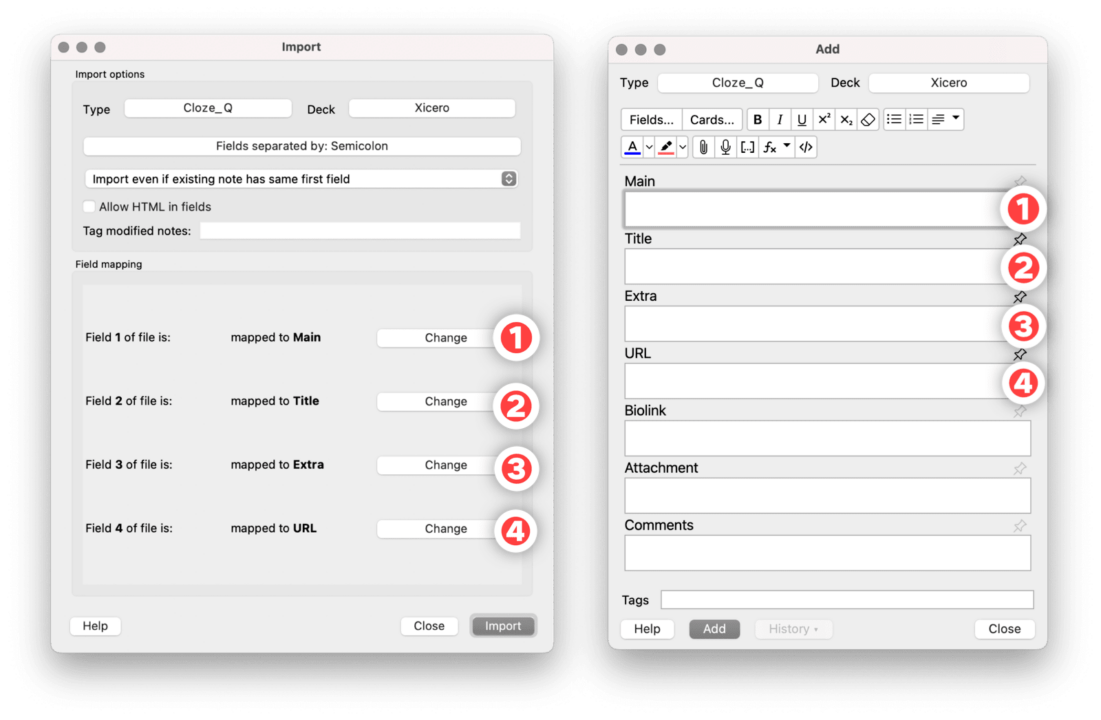 Import
Import options
Type Cloze_Q Deck Xicero
Fields separated by: Semicolon
Import even if existing note has same first field
Allow HTML in fields
Tag modified notes:
Field mapping
Field 1 of file is: mapped to Main Change 1
Field 2 of file is: mapped to Title Change 2
Field 3 of file is: mapped to Extra Change 3
Field 4 of file is: mapped to URL Change 4
Help Close Import
Add
Type Cloze_Q Deck Xicero
Fields... Cards... B I U x² x₂
A [..] fx </>
Main
1
Title
2
Extra
3
URL
4
Biolink
Attachment
Comments
Tags
Help Add History Close